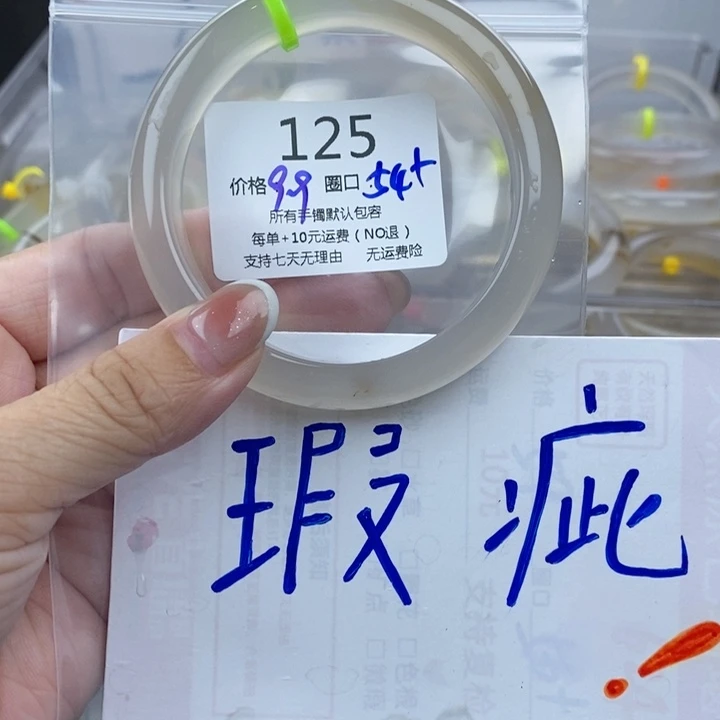 125
价格99 圈口54+
所有手镯默认包容
每单+10元运费（NO退）
支持七天无理由 无运费险
瑕疵!